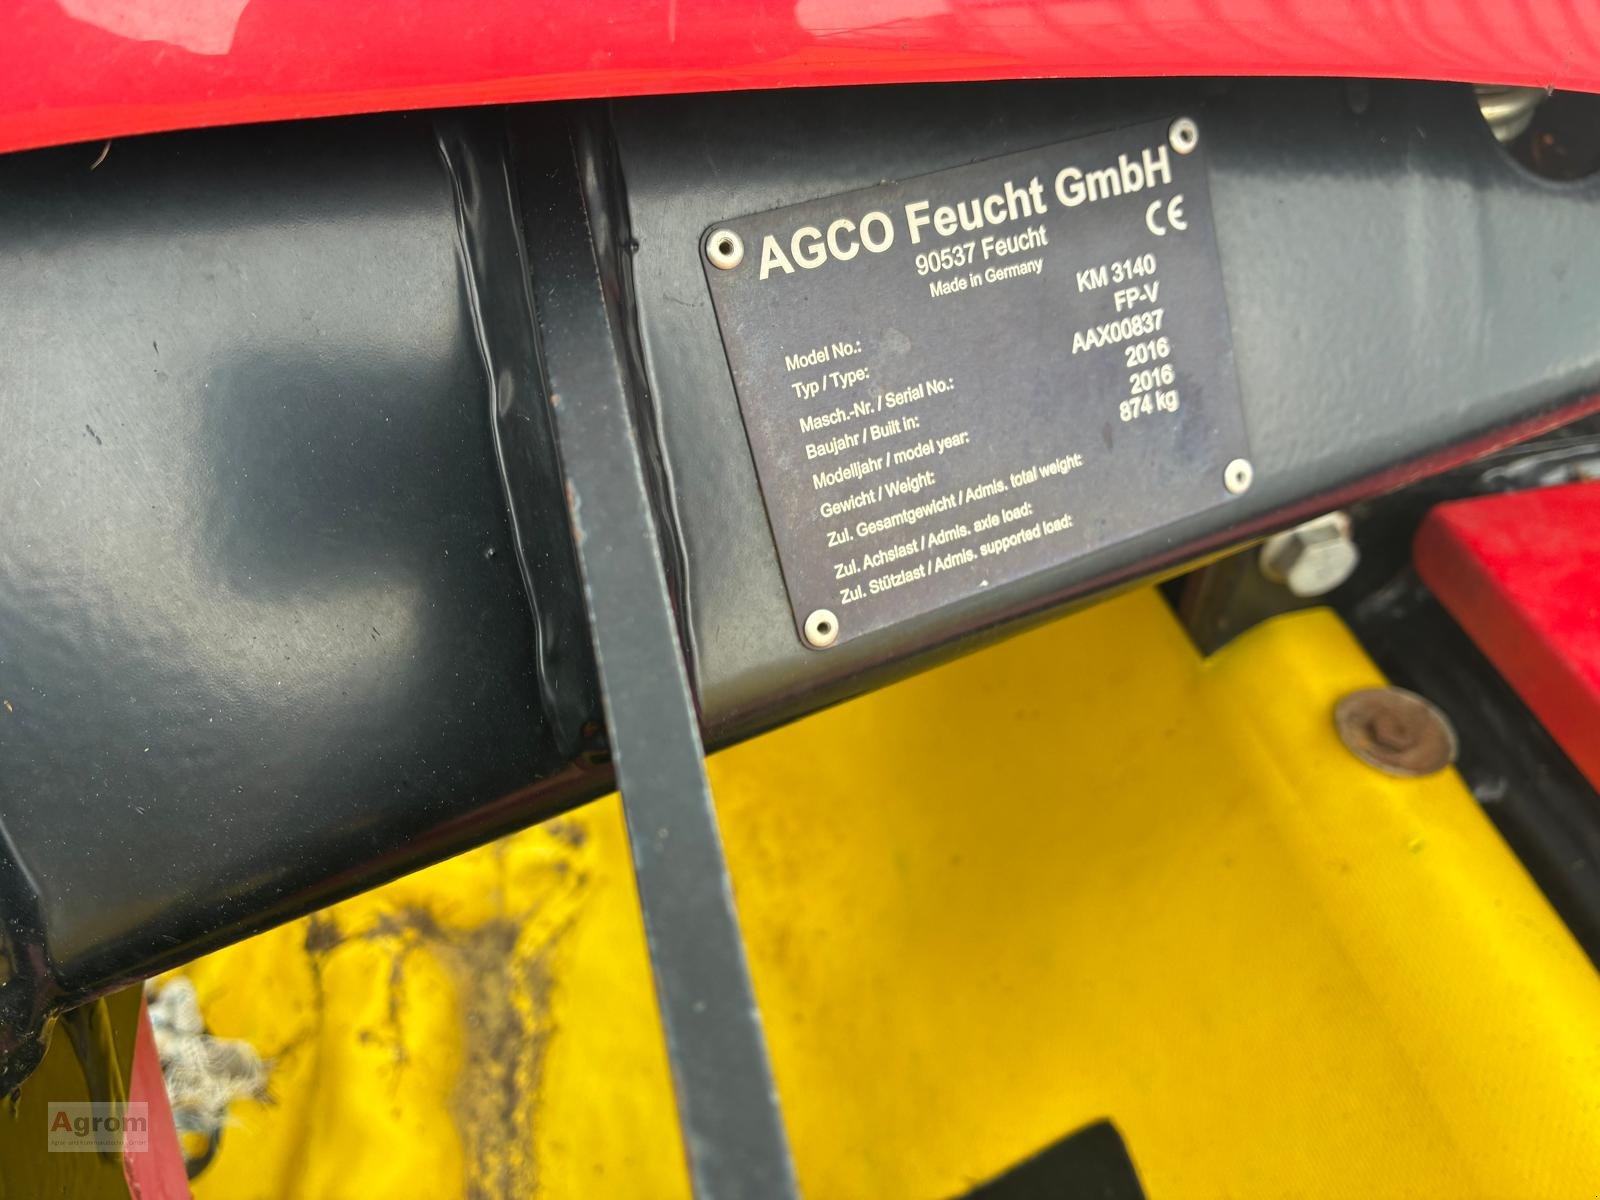 AGCO Feucht GmbH
90537 Feucht
Made in Germany
CE
Model No.: KM 3140
Typ / Type: FP-V
Masch.-Nr. / Serial No.: AAX00837
Baujahr / Built in: 2016
Modelljahr / model year: 2016
Gewicht / Weight: 874 kg
Zul. Gesamtgewicht / Admis. total weight:
Zul. Achslast / Admis. axle load:
Zul. Stützlast / Admis. supported load:
Agrom